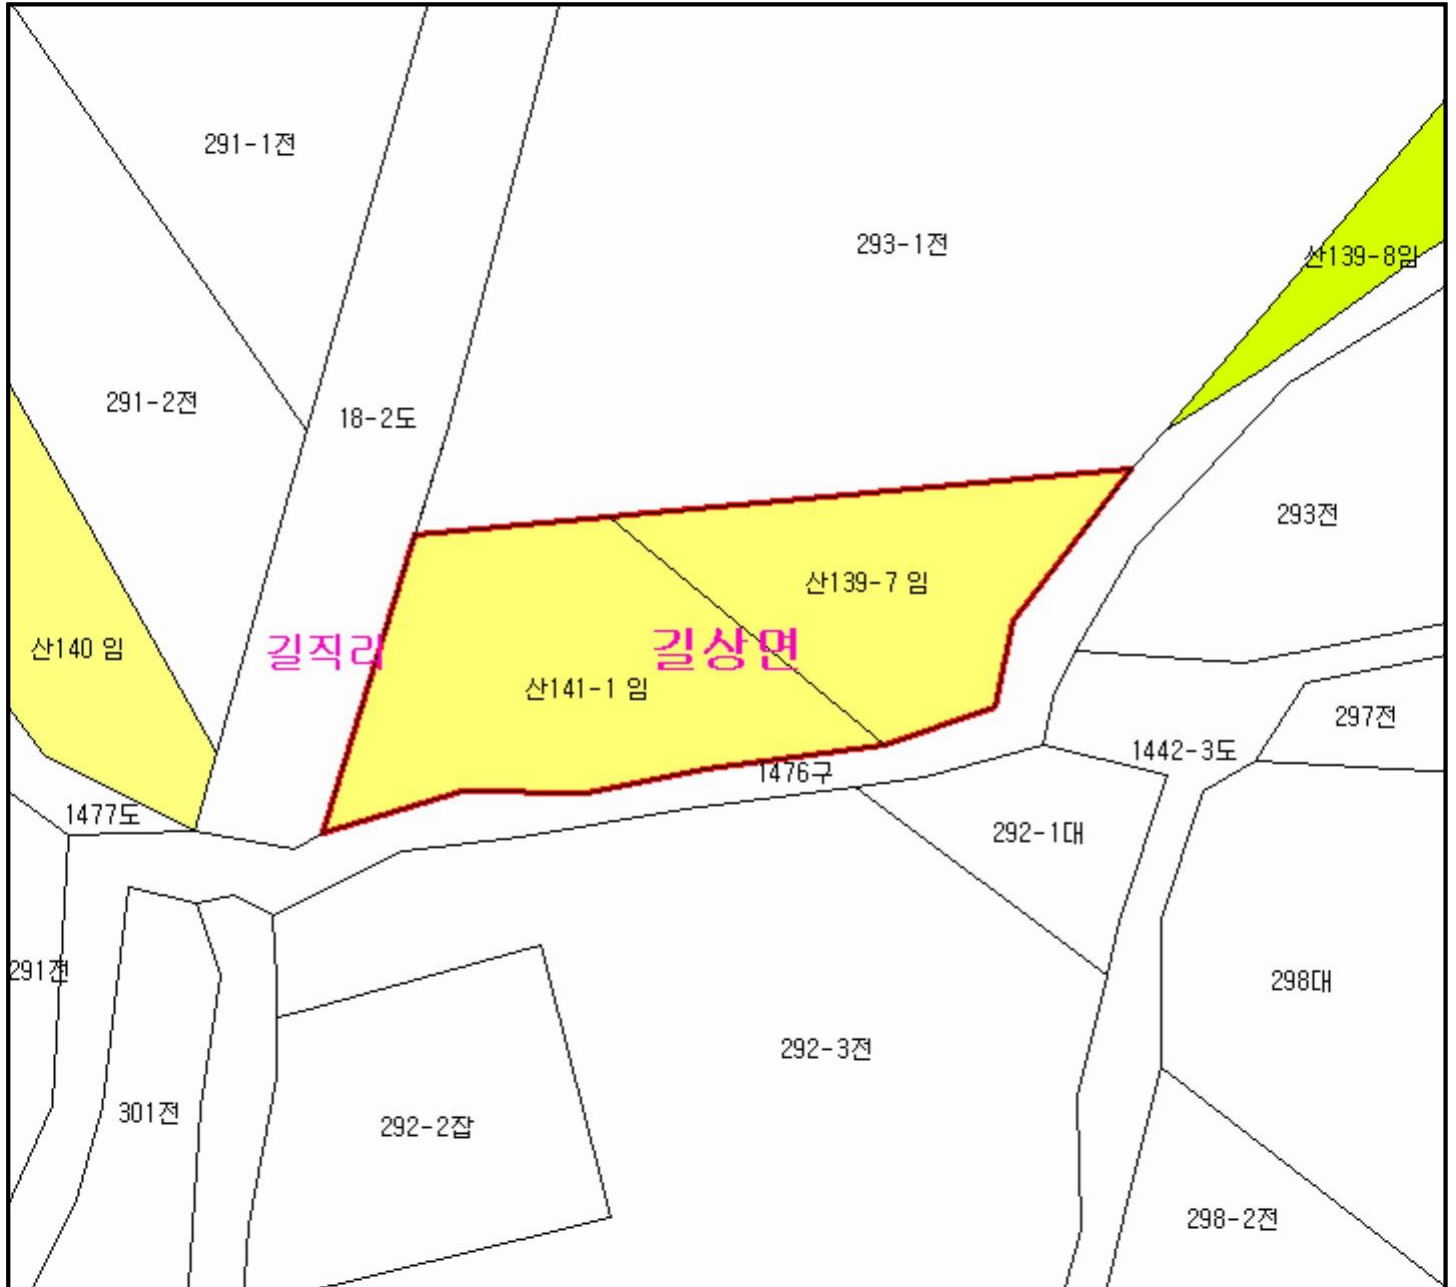 291-1전
293-1전
산139-8임
291-2전
18-2도
293전
산139-7 임
산140 임
길직리
길상면
산141-1 임
297전
1442-3도
1476구
1477도
292-1대
291전
298대
292-3전
301전
292-2잡
298-2전